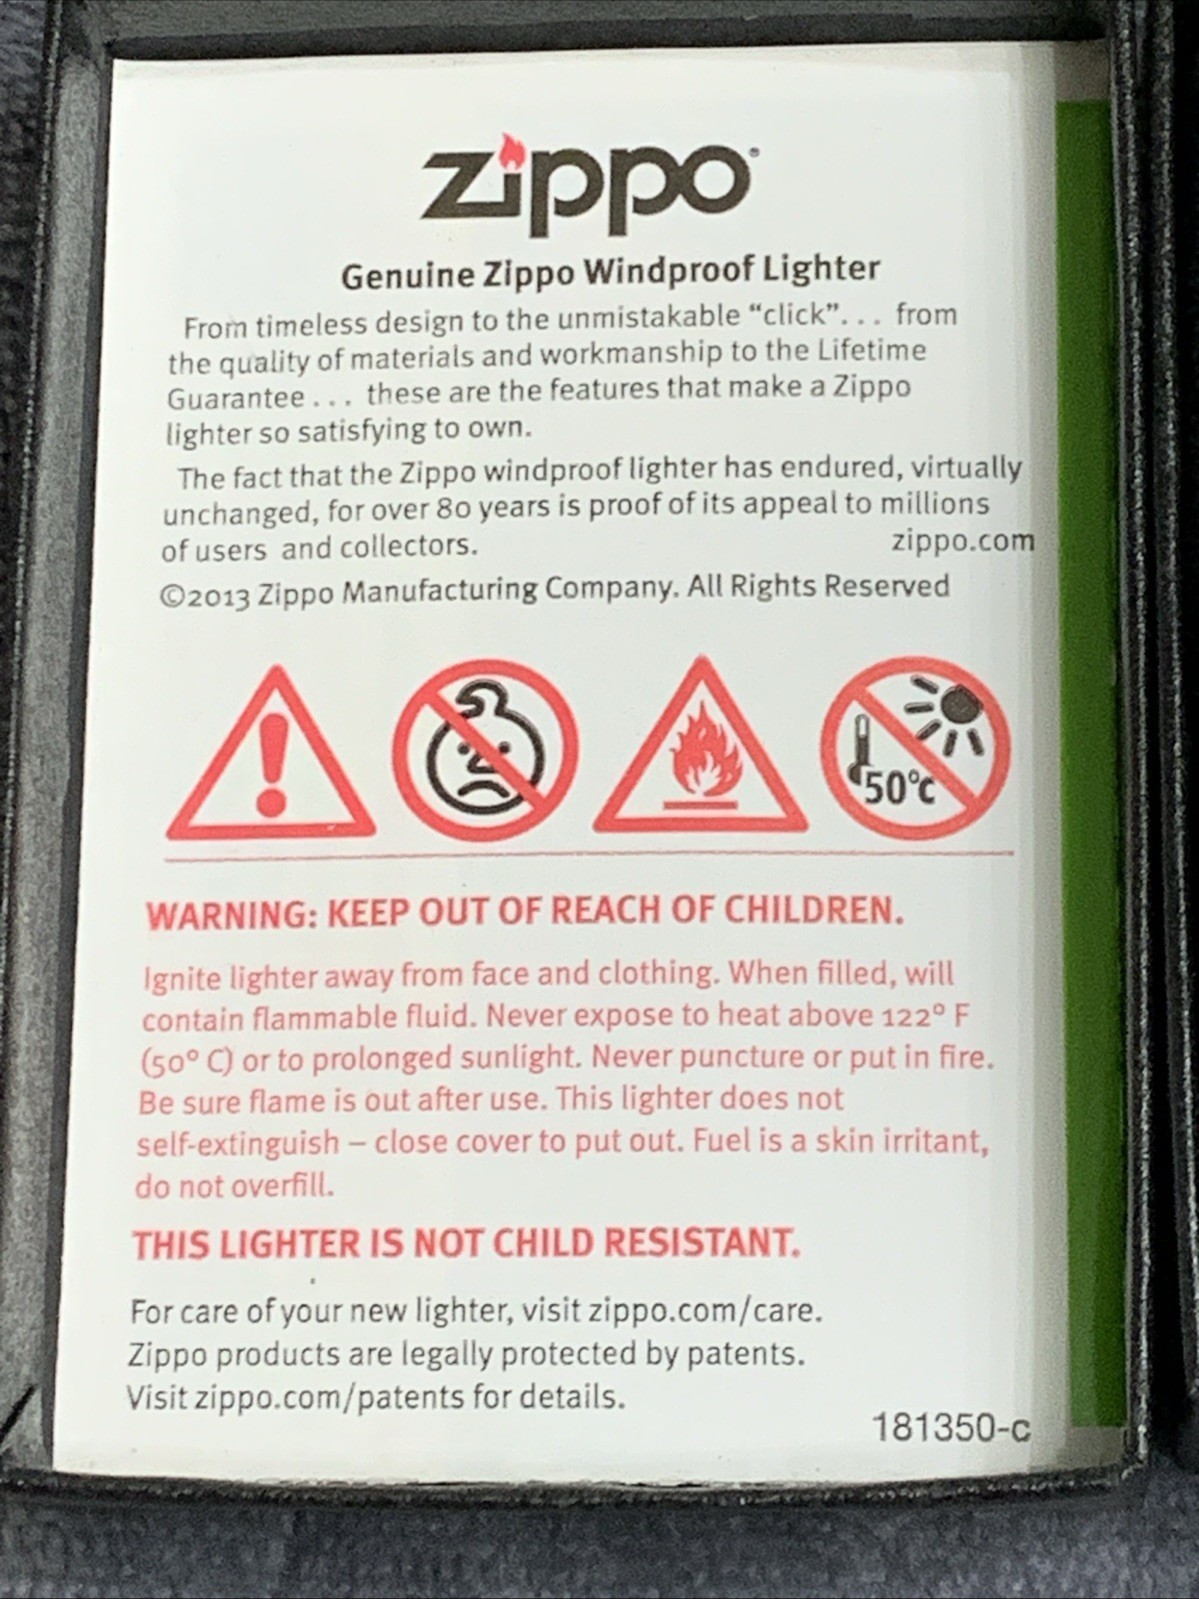 zippo
Genuine Zippo Windproof Lighter
From timeless design to the unmistakable “click”. . . from
the quality of materials and workmanship to the Lifetime
Guarantee . . . these are the features that make a Zippo
lighter so satisfying to own.
The fact that the Zippo windproof lighter has endured, virtually
unchanged, for over 80 years is proof of its appeal to millions
of users and collectors. zippo.com
©2013 Zippo Manufacturing Company. All Rights Reserved
50°c
WARNING: KEEP OUT OF REACH OF CHILDREN.
Ignite lighter away from face and clothing. When filled, will
contain flammable fluid. Never expose to heat above 122° F
(50° C) or to prolonged sunlight. Never puncture or put in fire.
Be sure flame is out after use. This lighter does not
self-extinguish – close cover to put out. Fuel is a skin irritant,
do not overfill.
THIS LIGHTER IS NOT CHILD RESISTANT.
For care of your new lighter, visit zippo.com/care.
Zippo products are legally protected by patents.
Visit zippo.com/patents for details.
181350-c